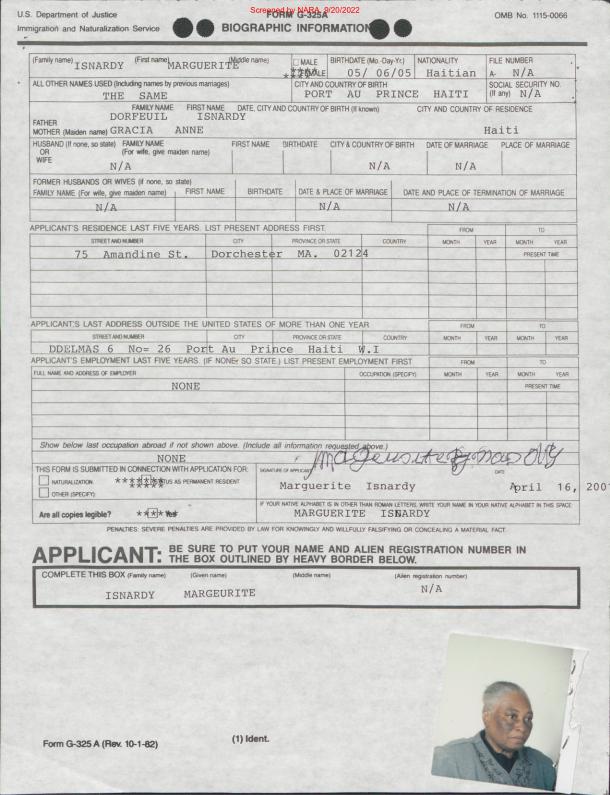 Screened by NARA, 9/20/2022
U.S. Department of Justice
Immigration and Naturalization Service
FORM G-325A
BIOGRAPHIC INFORMATION
OMB No. 1115-0066
(Family name) (First name) (Middle name) MALE BIRTHDATE (Mo.-Day-Yr.) NATIONALITY FILE NUMBER
ISNARDY MARGUERITE 05/ 06/05 Haitian A- N/A
ALL OTHER NAMES USED (Including names by previous marriages) CITY AND COUNTRY OF BIRTH SOCIAL SECURITY NO.
THE SAME PORT AU PRINCE HAITI (If any) N/A
FAMILY NAME FIRST NAME DATE, CITY AND COUNTRY OF BIRTH (If known) CITY AND COUNTRY OF RESIDENCE
FATHER DORFEUIL ISNARDY
MOTHER (Maiden name) GRACIA ANNE Haiti
HUSBAND (If none, so state) FAMILY NAME FIRST NAME BIRTHDATE CITY & COUNTRY OF BIRTH DATE OF MARRIAGE PLACE OF MARRIAGE
OR (For wife, give maiden name)
WIFE
N/A N/A N/A
FORMER HUSBANDS OR WIVES (if none, so state)
FAMILY NAME (For wife, give maiden name) FIRST NAME BIRTHDATE DATE & PLACE OF MARRIAGE DATE AND PLACE OF TERMINATION OF MARRIAGE
N/A N/A N/A
APPLICANT'S RESIDENCE LAST FIVE YEARS. LIST PRESENT ADDRESS FIRST. FROM TO
STREET AND NUMBER CITY PROVINCE OR STATE COUNTRY MONTH YEAR MONTH YEAR
75 Amandine St. Dorchester MA. 02124 PRESENT TIME
APPLICANT'S LAST ADDRESS OUTSIDE THE UNITED STATES OF MORE THAN ONE YEAR FROM TO
STREET AND NUMBER CITY PROVINCE OR STATE COUNTRY MONTH YEAR MONTH YEAR
DDELMAS 6 No= 26 Port Au Prince Haiti W.I
APPLICANT'S EMPLOYMENT LAST FIVE YEARS. (IF NONE, SO STATE.) LIST PRESENT EMPLOYMENT FIRST FROM TO
FULL NAME AND ADDRESS OF EMPLOYER OCCUPATION (SPECIFY) MONTH YEAR MONTH YEAR
NONE PRESENT TIME
Show below last occupation abroad if not shown above. (Include all information requested above.)
NONE
THIS FORM IS SUBMITTED IN CONNECTION WITH APPLICATION FOR: SIGNATURE OF APPLICANT DATE
NATURALIZATION STATUS AS PERMANENT RESIDENT
OTHER (SPECIFY):
Marguerite Isnardy April 16, 200
IF YOUR NATIVE ALPHABET IS IN OTHER THAN ROMAN LETTERS, WRITE YOUR NAME IN YOUR NATIVE ALPHABET IN THIS SPACE
Are all copies legible? Yes MARGUERITE ISNARDY
PENALTIES: SEVERE PENALTIES ARE PROVIDED BY LAW FOR KNOWINGLY AND WILLFULLY FALSIFYING OR CONCEALING A MATERIAL FACT.
APPLICANT: BE SURE TO PUT YOUR NAME AND ALIEN REGISTRATION NUMBER IN
THE BOX OUTLINED BY HEAVY BORDER BELOW.
COMPLETE THIS BOX (Family name) (Given name) (Middle name) (Alien registration number)
ISNARDY MARGEURITE N/A
Form G-325 A (Rev. 10-1-82)
(1) Ident.